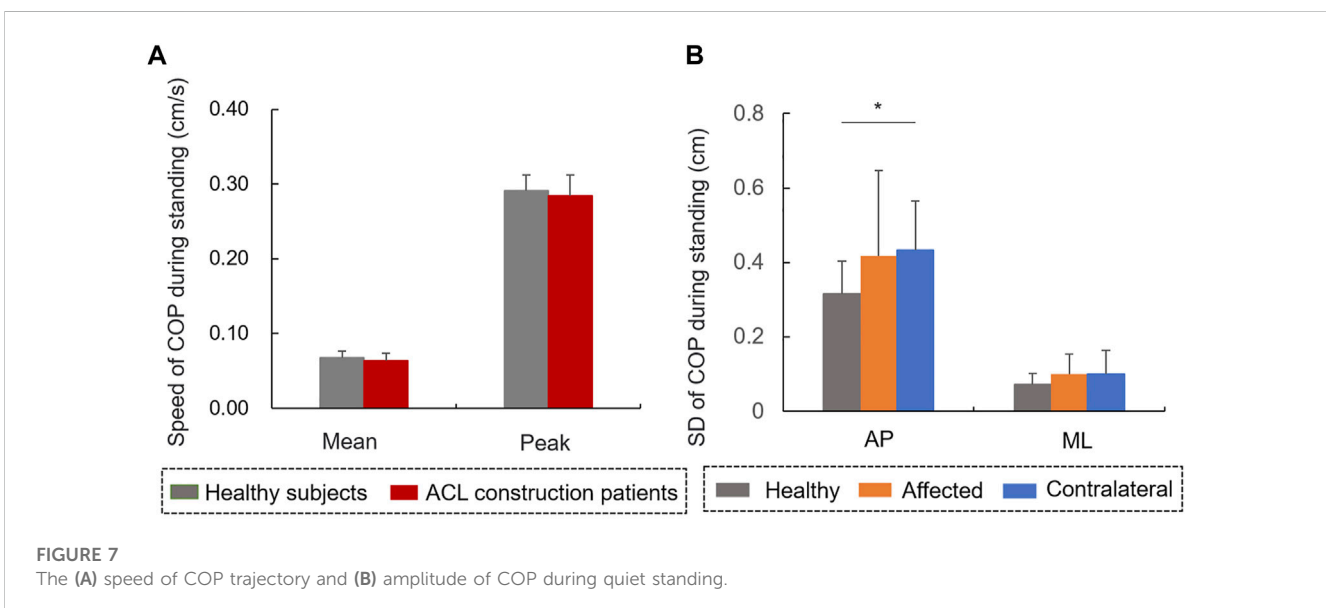 A
Speed of COP during standing (cm/s)
0.40
0.30
0.20
0.10
0.00
Mean Peak
Healthy subjects ACL construction patients
B
SD of COP during standing (cm)
0.8
0.6
0.4
0.2
0
*
AP ML
Healthy Affected Contralateral
FIGURE 7
The (A) speed of COP trajectory and (B) amplitude of COP during quiet standing.